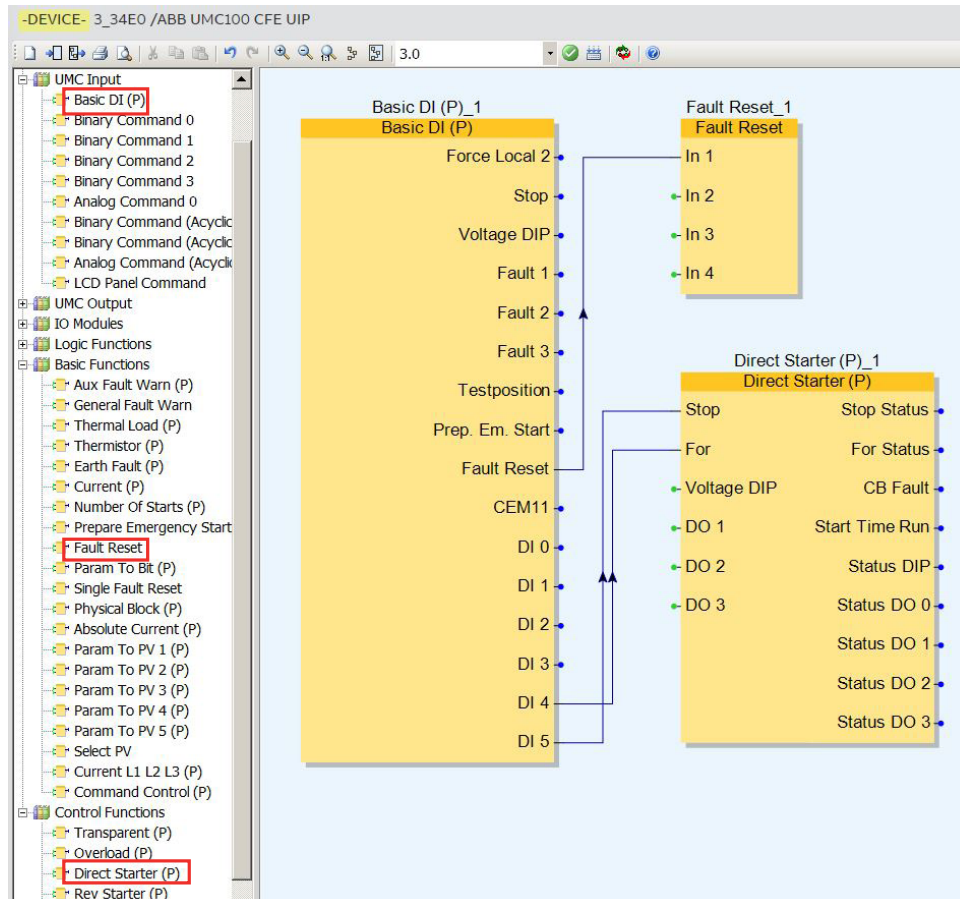 -DEVICE- 3_34E0 /ABB UMC100 CFE UIP
3.0
UMC Input
Basic DI (P)
Binary Command 0
Binary Command 1
Binary Command 2
Binary Command 3
Analog Command 0
Binary Command (Acyclic
Binary Command (Acyclic
Analog Command (Acyclic
LCD Panel Command
UMC Output
IO Modules
Logic Functions
Basic Functions
Aux Fault Warn (P)
General Fault Warn
Thermal Load (P)
Thermistor (P)
Earth Fault (P)
Current (P)
Number Of Starts (P)
Prepare Emergency Start
Fault Reset
Param To Bit (P)
Single Fault Reset
Physical Block (P)
Absolute Current (P)
Param To PV 1 (P)
Param To PV 2 (P)
Param To PV 3 (P)
Param To PV 4 (P)
Param To PV 5 (P)
Select PV
Current L1 L2 L3 (P)
Command Control (P)
Control Functions
Transparent (P)
Overload (P)
Direct Starter (P)
Rev Starter (P)
Basic DI (P)_1
Basic DI (P)
Force Local 2
Stop
Voltage DIP
Fault 1
Fault 2
Fault 3
Testposition
Prep. Em. Start
Fault Reset
CEM11
DI 0
DI 1
DI 2
DI 3
DI 4
DI 5
Fault Reset_1
Fault Reset
In 1
In 2
In 3
In 4
Direct Starter (P)_1
Direct Starter (P)
Stop Stop Status
For For Status
Voltage DIP CB Fault
DO 1 Start Time Run
DO 2 Status DIP
DO 3 Status DO 0
Status DO 1
Status DO 2
Status DO 3